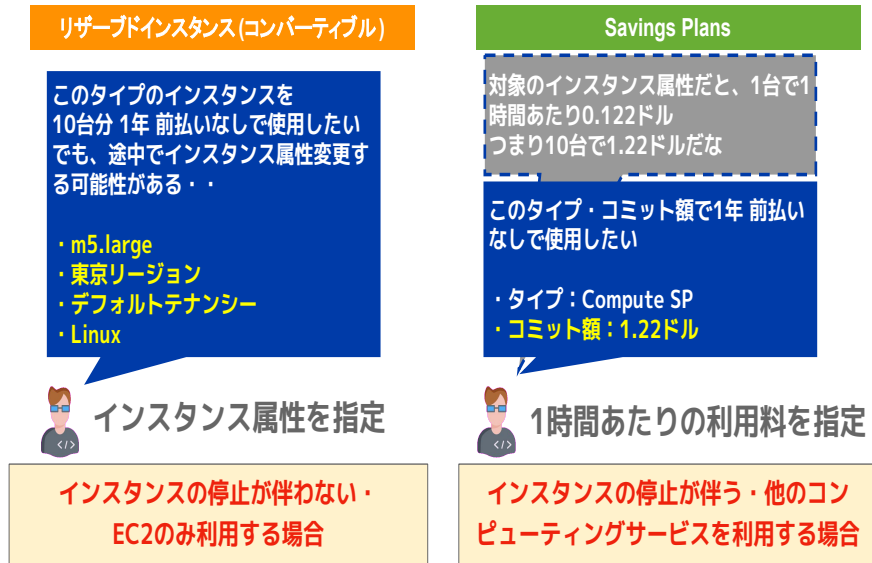 リザーブドインスタンス(コンバーティブル)
このタイプのインスタンスを
10台分 1年 前払いなしで使用したい
でも、途中でインスタンス属性変更す
る可能性がある・・
・m5.large
・東京リージョン
・デフォルトテナンシー
・Linux
インスタンス属性を指定
インスタンスの停止が伴わない・
EC2のみ利用する場合
Savings Plans
対象のインスタンス属性だと、1台で1
時間あたり0.122ドル
つまり10台で1.22ドルだな
このタイプ・コミット額で1年 前払い
なしで使用したい
・タイプ：Compute SP
・コミット額：1.22ドル
1時間あたりの利用料を指定
インスタンスの停止が伴う・他のコン
ピューティングサービスを利用する場合